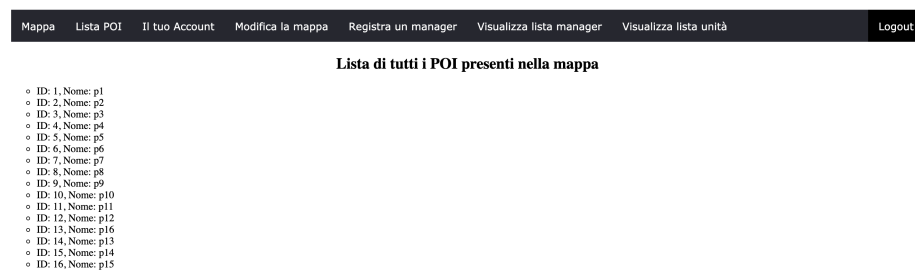 Mappa Lista POI Il tuo Account Modifica la mappa Registra un manager Visualizza lista manager Visualizza lista unità Logout
Lista di tutti i POI presenti nella mappa
ID: 1, Nome: p1
ID: 2, Nome: p2
ID: 3, Nome: p3
ID: 4, Nome: p4
ID: 5, Nome: p5
ID: 6, Nome: p6
ID: 7, Nome: p7
ID: 8, Nome: p8
ID: 9, Nome: p9
ID: 10, Nome: p10
ID: 11, Nome: p11
ID: 12, Nome: p12
ID: 13, Nome: p16
ID: 14, Nome: p13
ID: 15, Nome: p14
ID: 16, Nome: p15